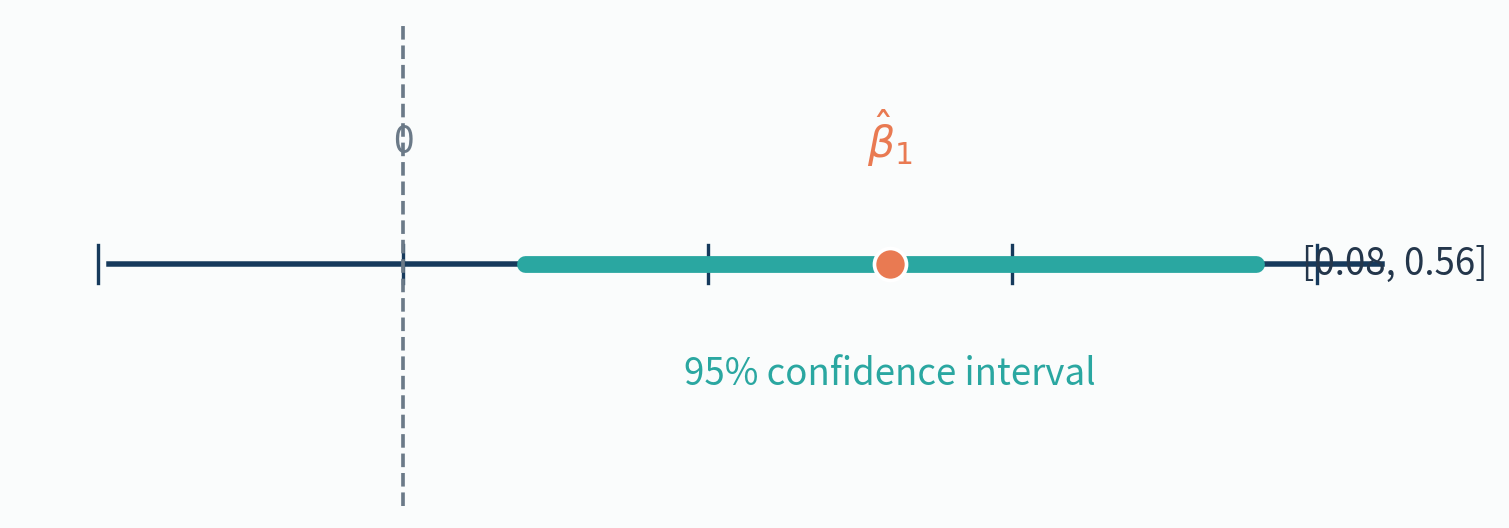 0
β̂₁
[0.08, 0.56]
95% confidence interval